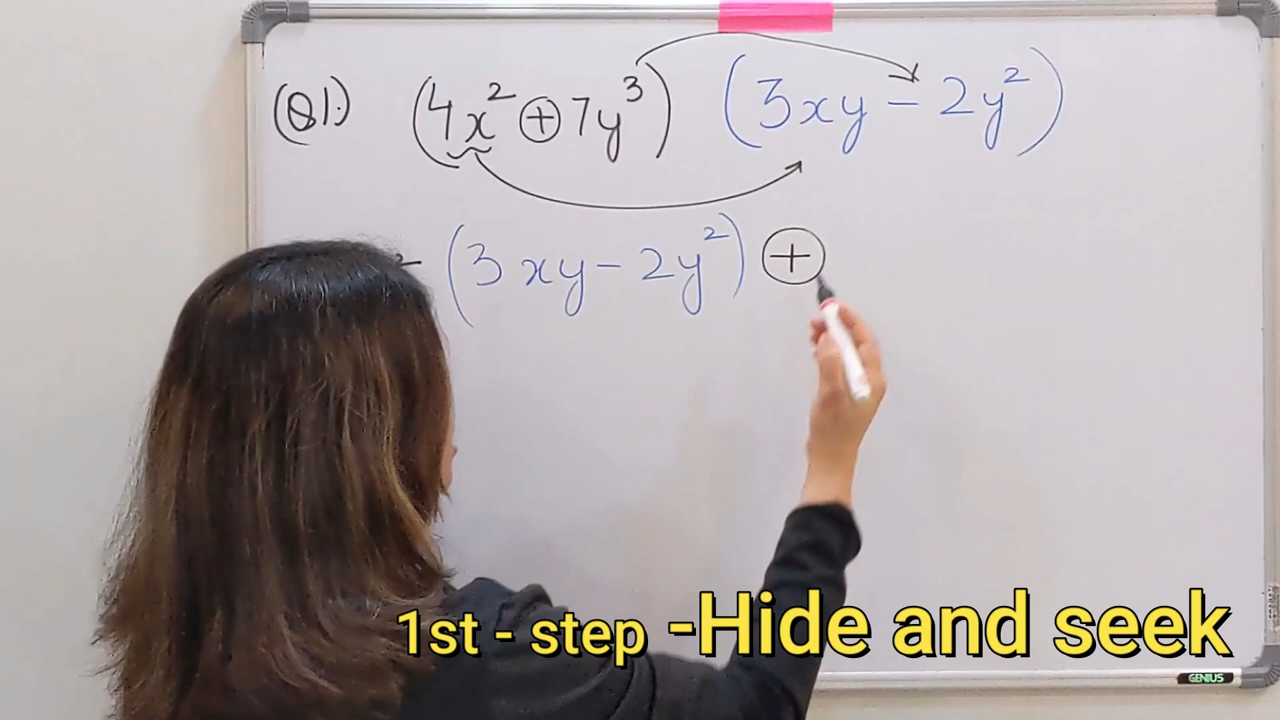 (Q1.) (4x² + 7y³) (3xy - 2y²)
(3xy - 2y²) +
1st - step -Hide and seek
GENIUS